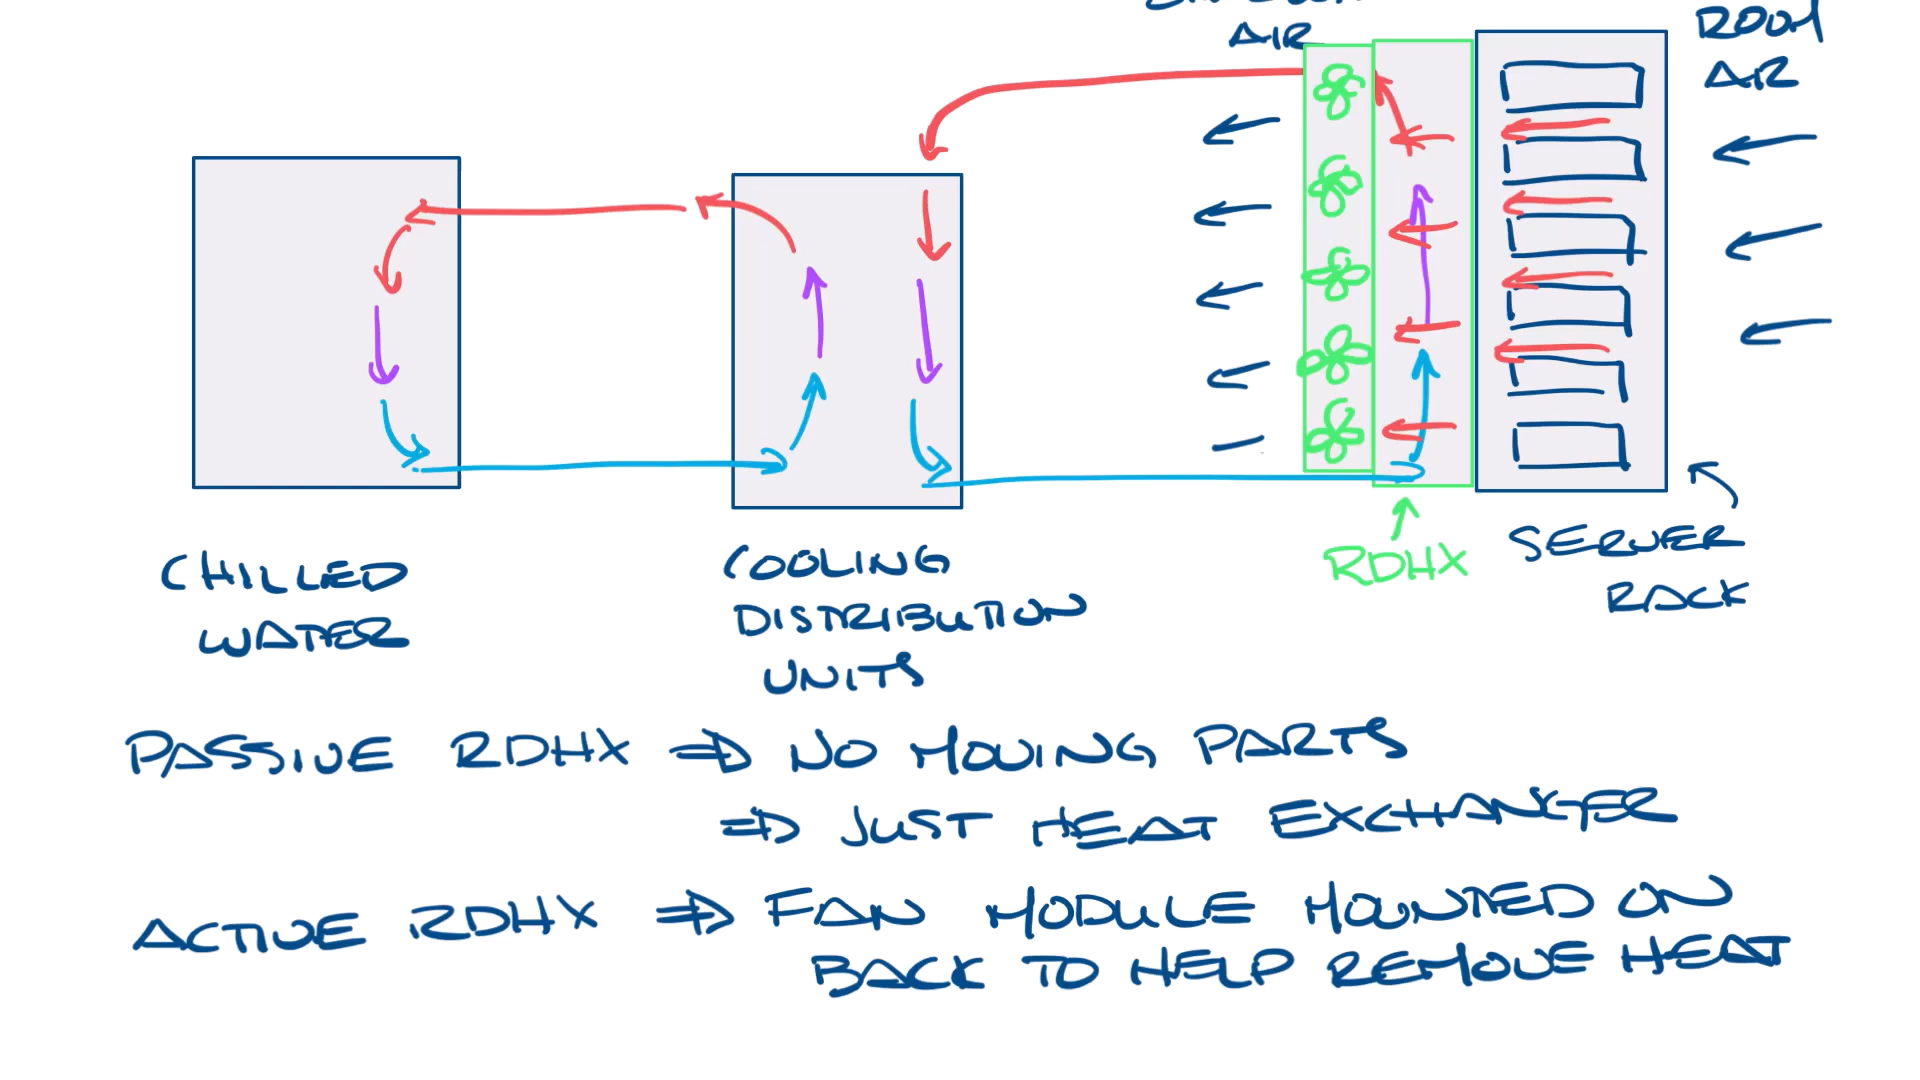 AIR
ROOM
AIR
CHILLED
WATER
COOLING
DISTRIBUTION
UNITS
RDHX
SERVER
RACK
PASSIVE RDHX ⇒ NO MOVING PARTS
⇒ JUST HEAT EXCHANGER
ACTIVE RDHX ⇒ FAN MODULE MOUNTED ON
BACK TO HELP REMOVE HEAT